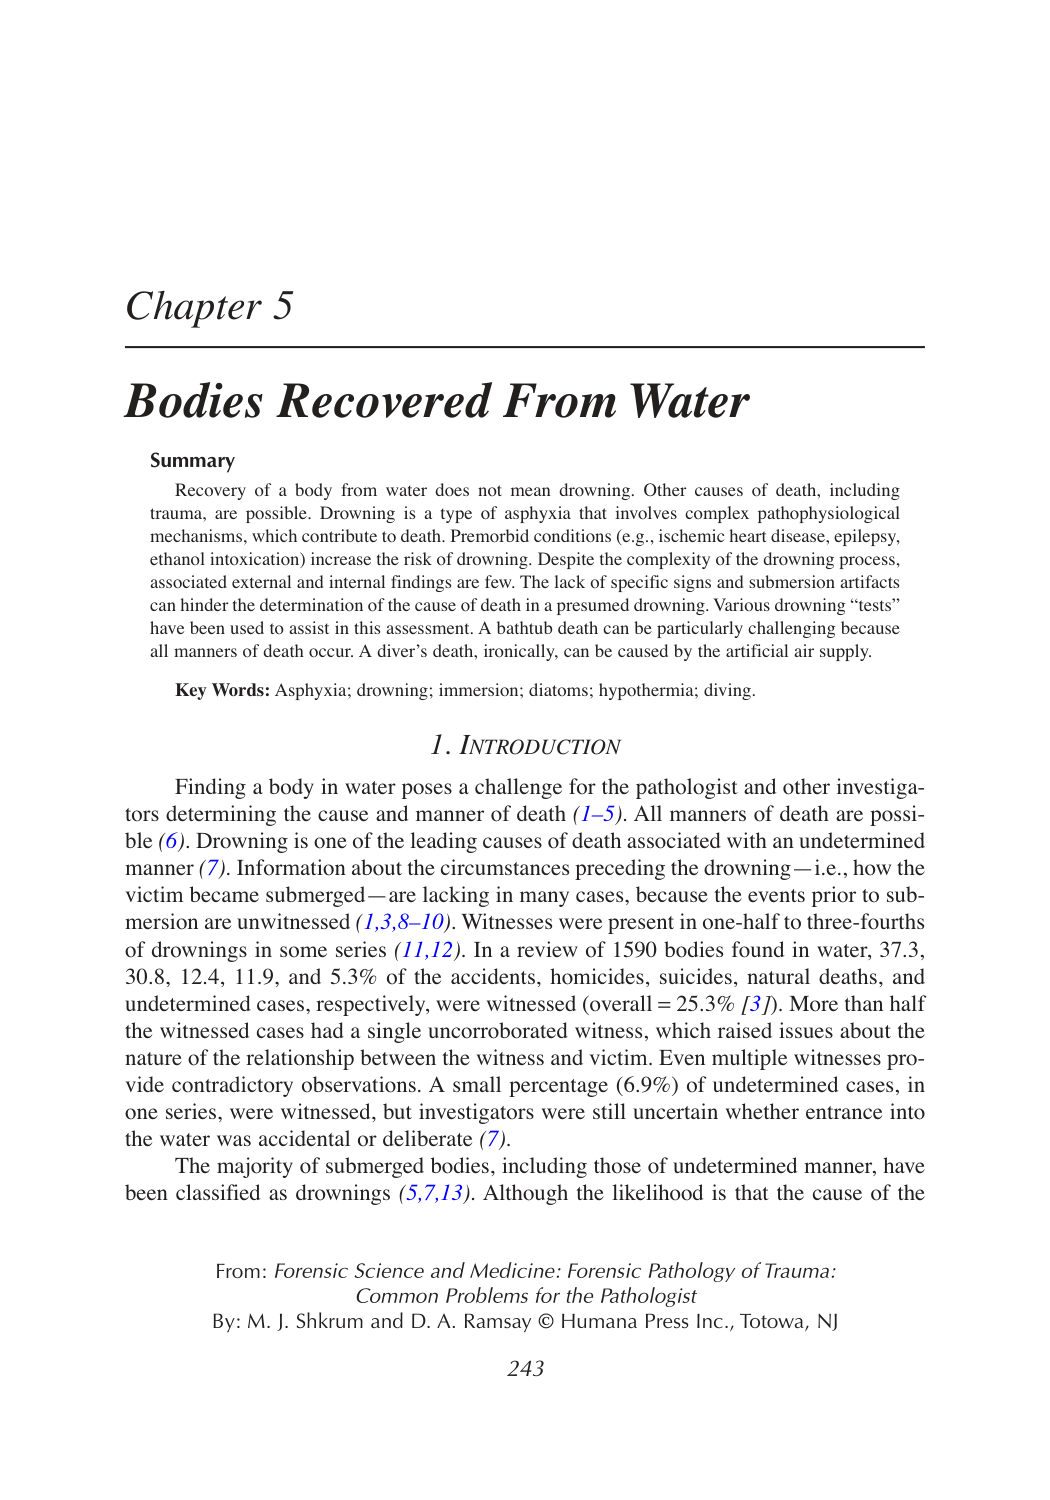 Chapter 5
Bodies Recovered From Water
Summary
Recovery of a body from water does not mean drowning. Other causes of death, including
trauma, are possible. Drowning is a type of asphyxia that involves complex pathophysiological
mechanisms, which contribute to death. Premorbid conditions (e.g., ischemic heart disease, epilepsy,
ethanol intoxication) increase the risk of drowning. Despite the complexity of the drowning process,
associated external and internal findings are few. The lack of specific signs and submersion artifacts
can hinder the determination of the cause of death in a presumed drowning. Various drowning “tests”
have been used to assist in this assessment. A bathtub death can be particularly challenging because
all manners of death occur. A diver’s death, ironically, can be caused by the artificial air supply.
Key Words: Asphyxia; drowning; immersion; diatoms; hypothermia; diving.
1. INTRODUCTION
Finding a body in water poses a challenge for the pathologist and other investiga-
tors determining the cause and manner of death (1–5). All manners of death are possi-
ble (6). Drowning is one of the leading causes of death associated with an undetermined
manner (7). Information about the circumstances preceding the drowning—i.e., how the
victim became submerged—are lacking in many cases, because the events prior to sub-
mersion are unwitnessed (1,3,8–10). Witnesses were present in one-half to three-fourths
of drownings in some series (11,12). In a review of 1590 bodies found in water, 37.3,
30.8, 12.4, 11.9, and 5.3% of the accidents, homicides, suicides, natural deaths, and
undetermined cases, respectively, were witnessed (overall = 25.3% [3]). More than half
the witnessed cases had a single uncorroborated witness, which raised issues about the
nature of the relationship between the witness and victim. Even multiple witnesses pro-
vide contradictory observations. A small percentage (6.9%) of undetermined cases, in
one series, were witnessed, but investigators were still uncertain whether entrance into
the water was accidental or deliberate (7).
The majority of submerged bodies, including those of undetermined manner, have
been classified as drownings (5,7,13). Although the likelihood is that the cause of the
From: Forensic Science and Medicine: Forensic Pathology of Trauma:
Common Problems for the Pathologist
By: M. J. Shkrum and D. A. Ramsay © Humana Press Inc., Totowa, NJ
243